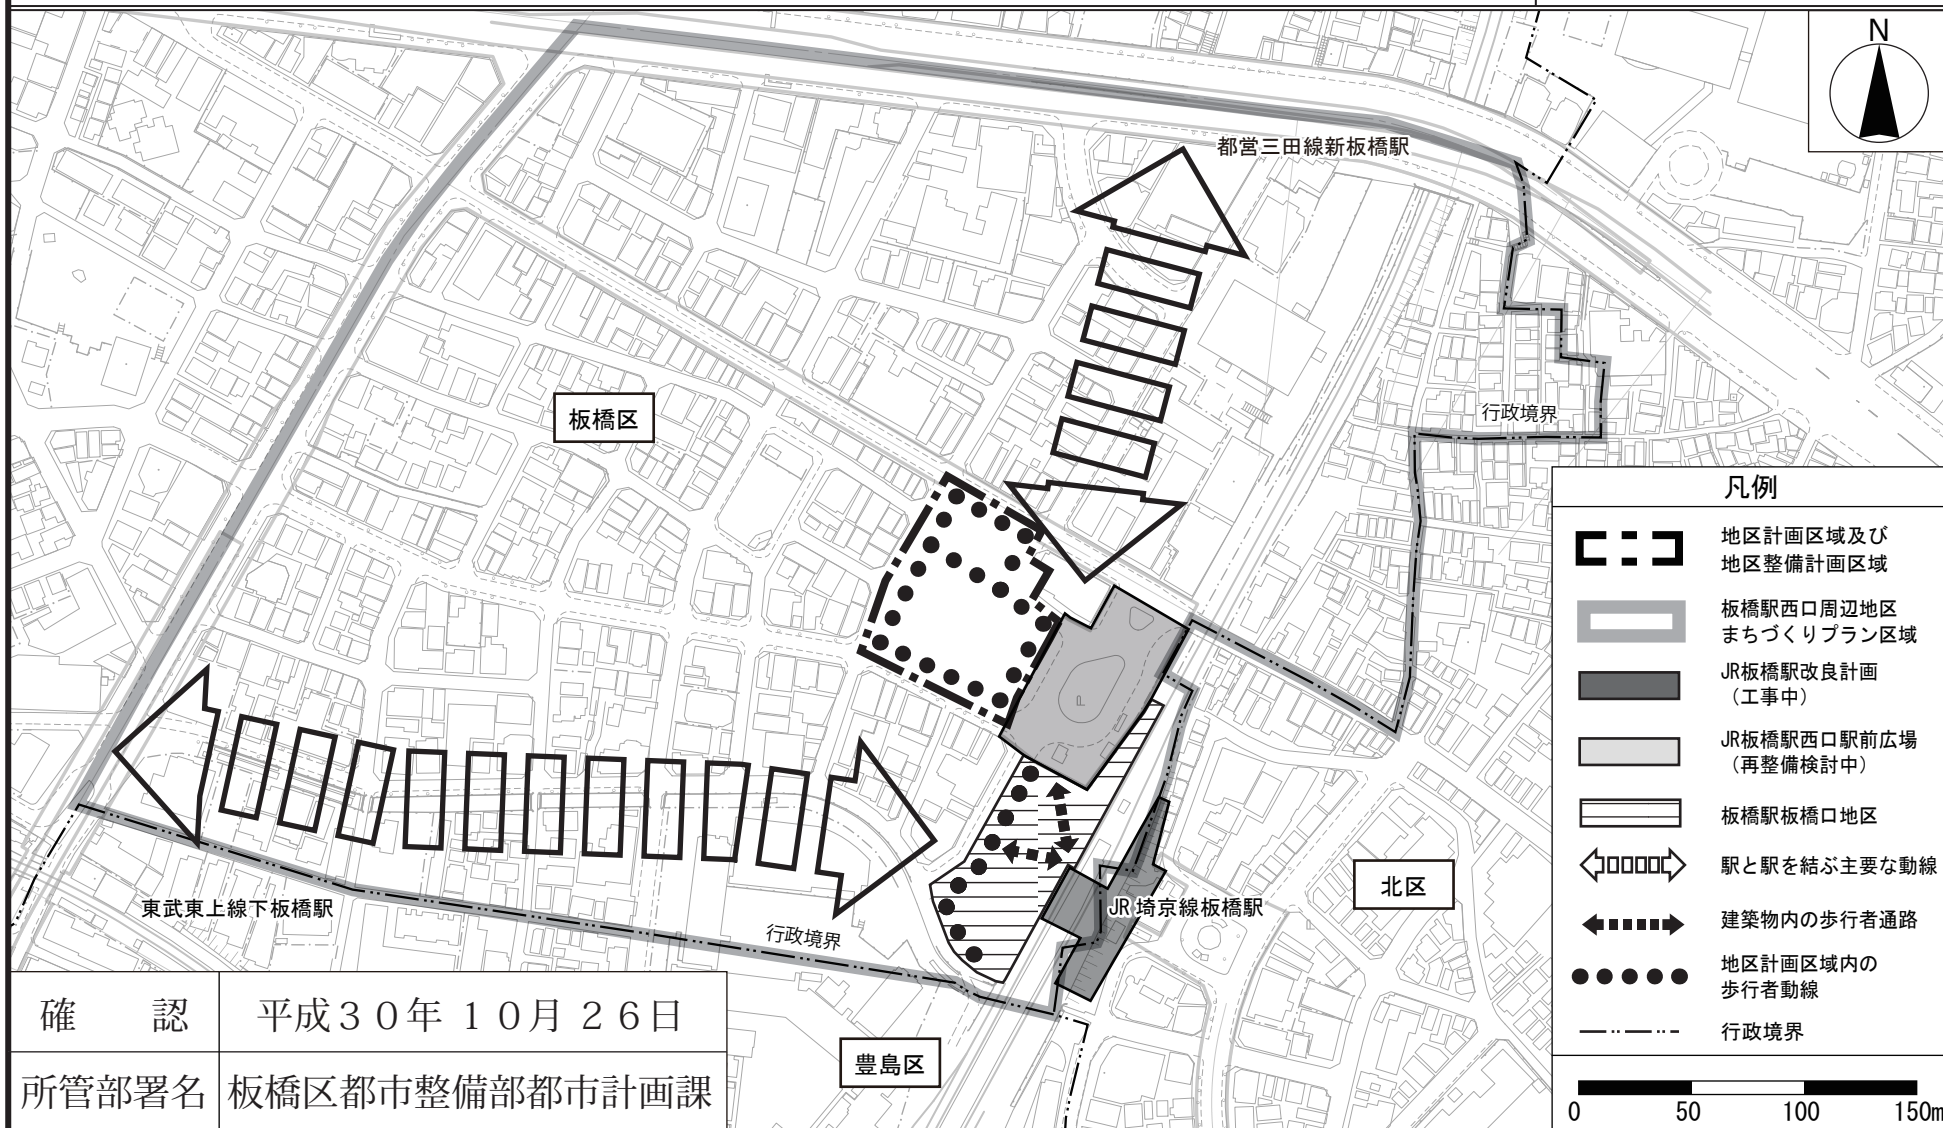 N
都営三田線新板橋駅
板橋区
行政境界
凡例
地区計画区域及び
地区整備計画区域
板橋駅西口周辺地区
まちづくりプラン区域
JR板橋駅改良計画
（工事中）
JR板橋駅西口駅前広場
（再整備検討中）
板橋駅板橋口地区
駅と駅を結ぶ主要な動線
建築物内の歩行者通路
地区計画区域内の
歩行者動線
行政境界
0 50 100 150m
北区
JR埼京線板橋駅
東武東上線下板橋駅
行政境界
豊島区
確　認 平成３０年１０月２６日
所管部署名 板橋区都市整備部都市計画課